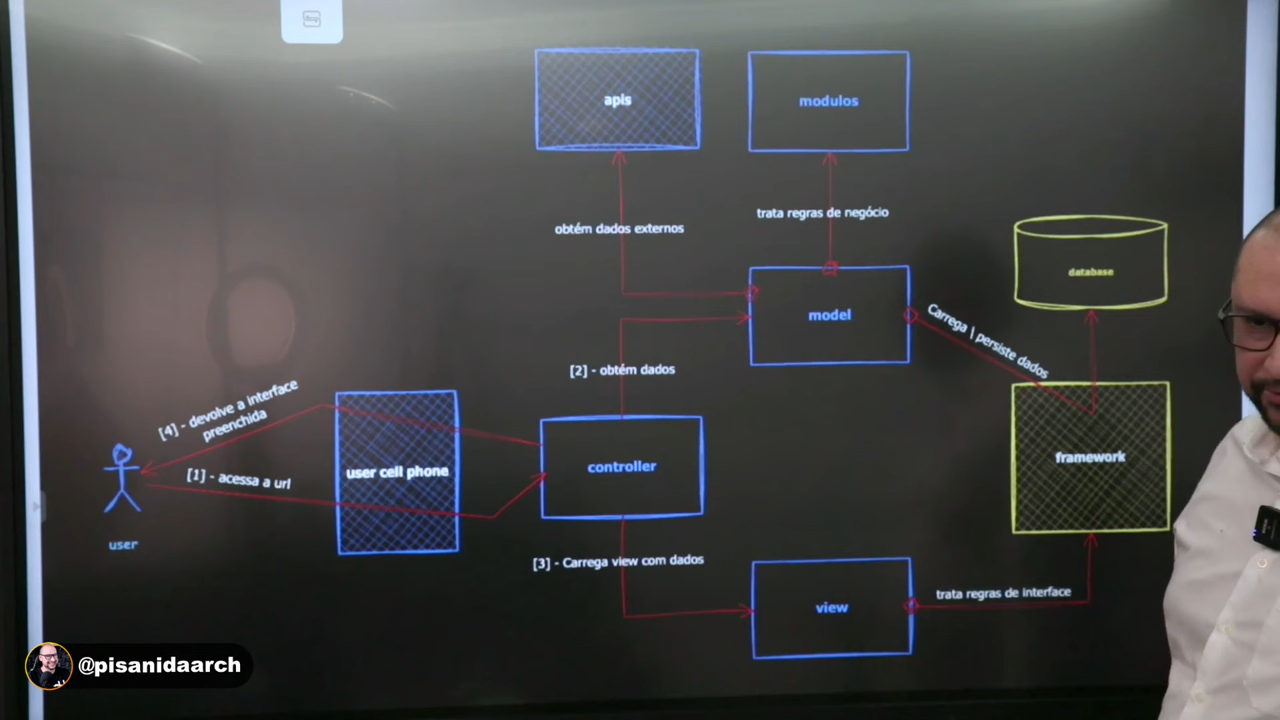 apis
modulos
obtém dados externos
trata regras de negócio
database
model
Carrega | persiste dados
[2] - obtém dados
[4] - devolve a interface
preenchida
[1] - acessa a url
user cell phone
controller
framework
user
[3] - Carrega view com dados
view
trata regras de interface
@pisanidaarch